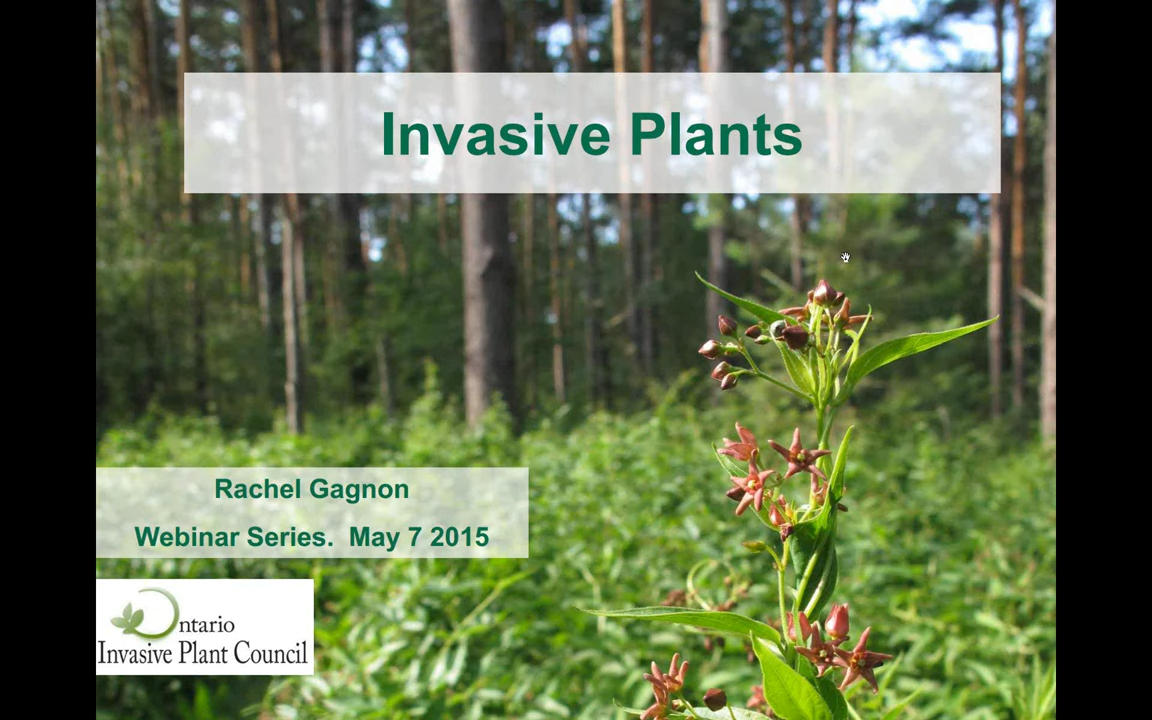 Invasive Plants
Rachel Gagnon
Webinar Series.  May 7 2015
Ontario
Invasive Plant Council